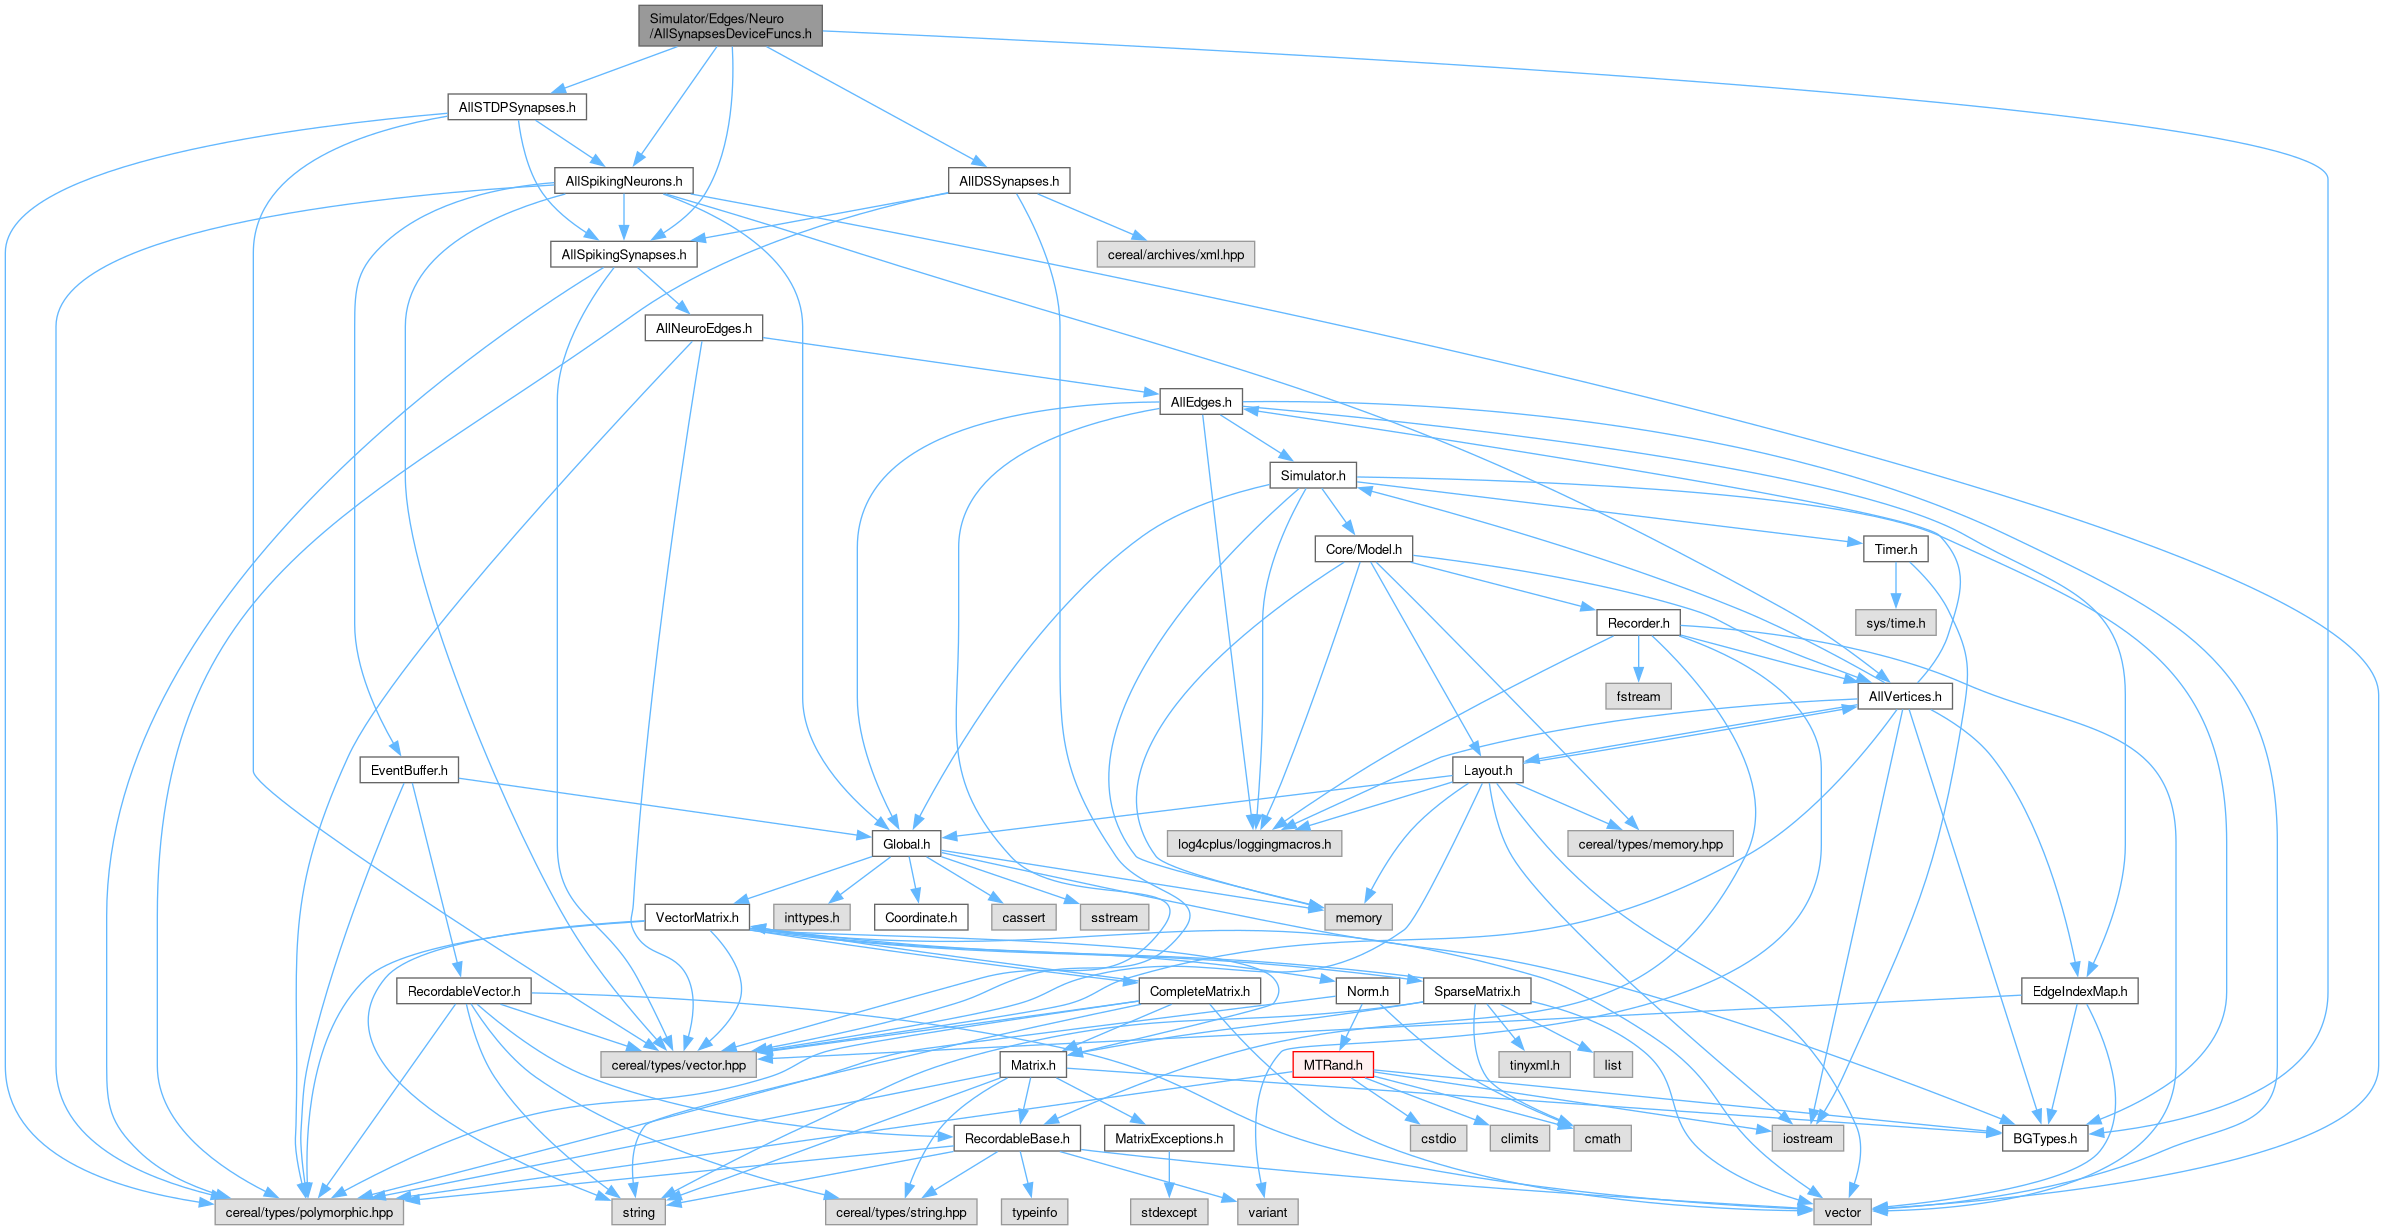 Simulator/Edges/Neuro
/AllSynapsesDeviceFuncs.h
AllSTDPSynapses.h
AllSpikingNeurons.h
AllDSSynapses.h
AllSpikingSynapses.h
cereal/archives/xml.hpp
AllNeuroEdges.h
AllEdges.h
Simulator.h
Core/Model.h
Timer.h
Recorder.h
sys/time.h
fstream
AllVertices.h
EventBuffer.h
Layout.h
Global.h
log4cplus/loggingmacros.h
cereal/types/memory.hpp
VectorMatrix.h
inttypes.h
Coordinate.h
cassert
sstream
memory
RecordableVector.h
CompleteMatrix.h
Norm.h
SparseMatrix.h
EdgeIndexMap.h
cereal/types/vector.hpp
Matrix.h
MTRand.h
tinyxml.h
list
RecordableBase.h
MatrixExceptions.h
cstdio
climits
cmath
iostream
BGTypes.h
cereal/types/polymorphic.hpp
string
cereal/types/string.hpp
typeinfo
stdexcept
variant
vector